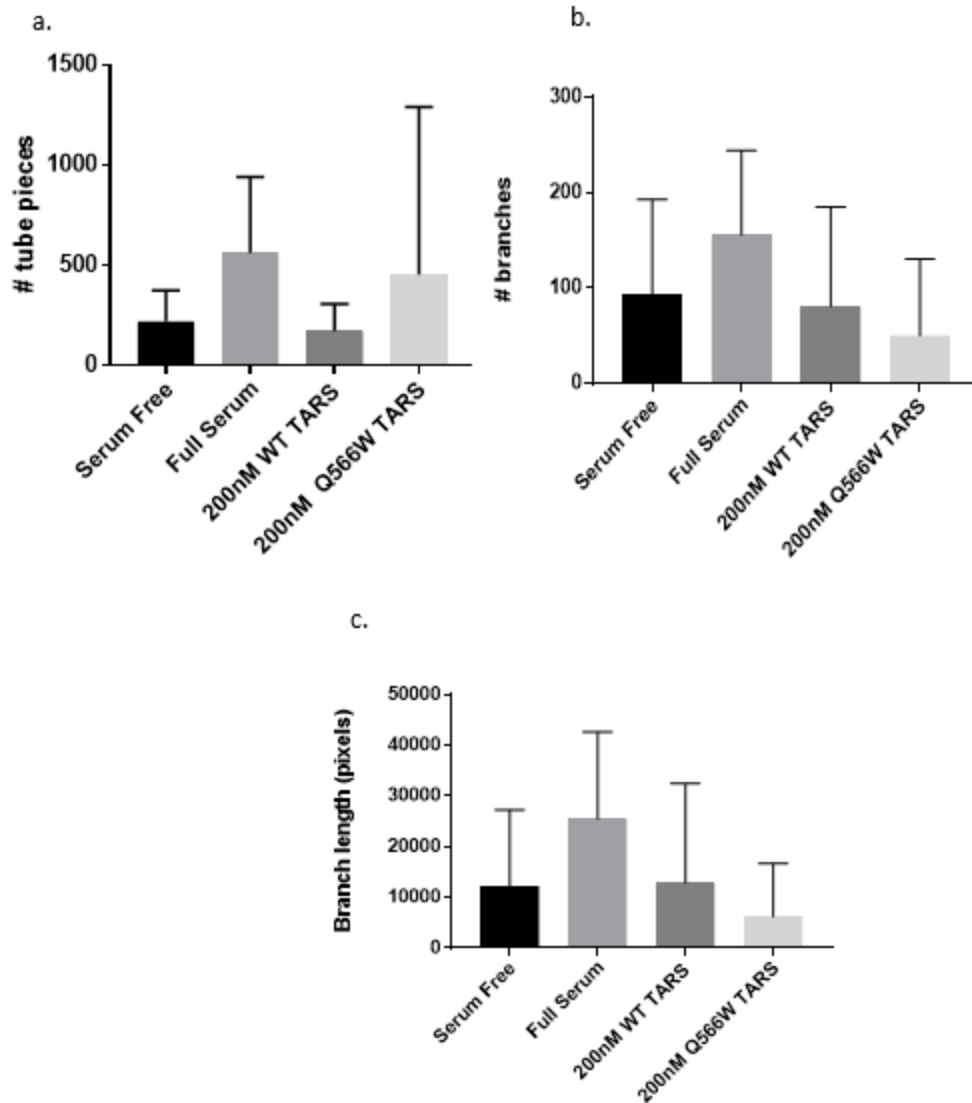 a.
# tube pieces
1500
1000
500
0
Serum Free
Full Serum
200nM WT TARS
200nM Q566W TARS
b.
# branches
300
200
100
0
Serum Free
Full Serum
200nM WT TARS
200nM Q566W TARS
c.
Branch length (pixels)
50000
40000
30000
20000
10000
0
Serum Free
Full Serum
200nM WT TARS
200nM Q566W TARS